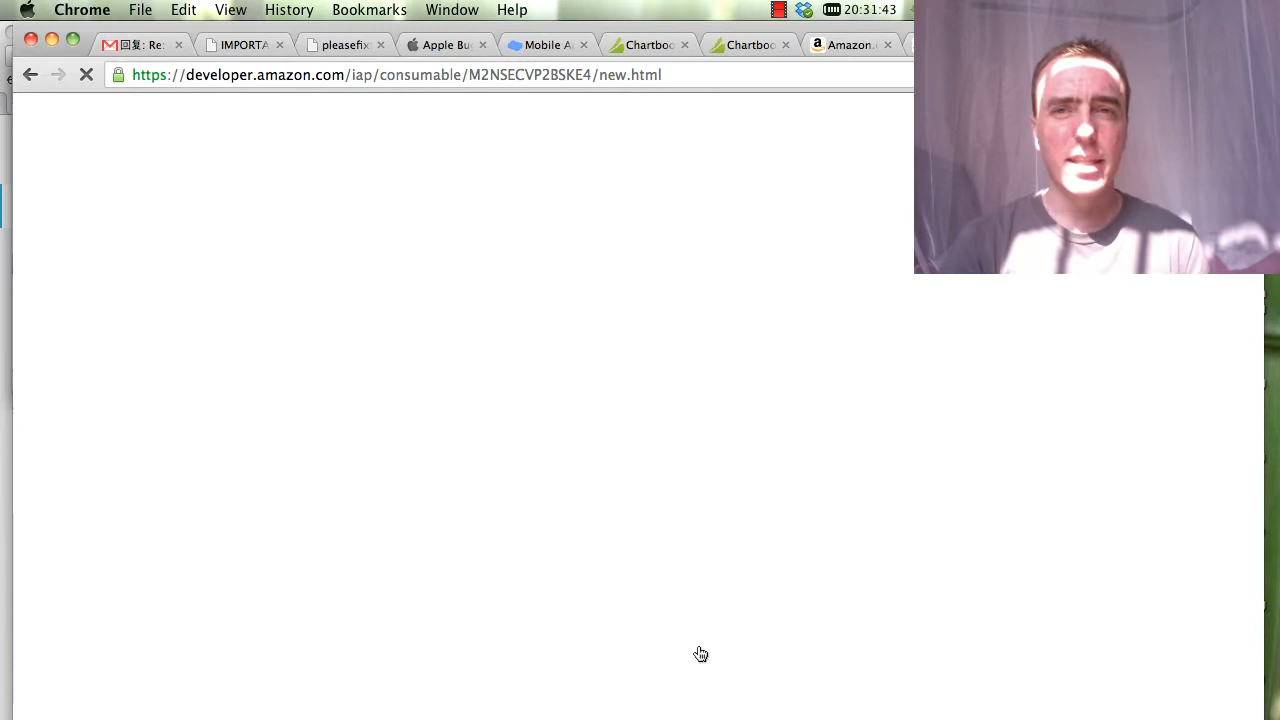 Chrome File Edit View History Bookmarks Window Help 20:31:43
回复: Re: IMPORTA pleasefix Apple Bu Mobile A Chartboo Chartboo Amazon.
https://developer.amazon.com/iap/consumable/M2NSECVP2BSKE4/new.html